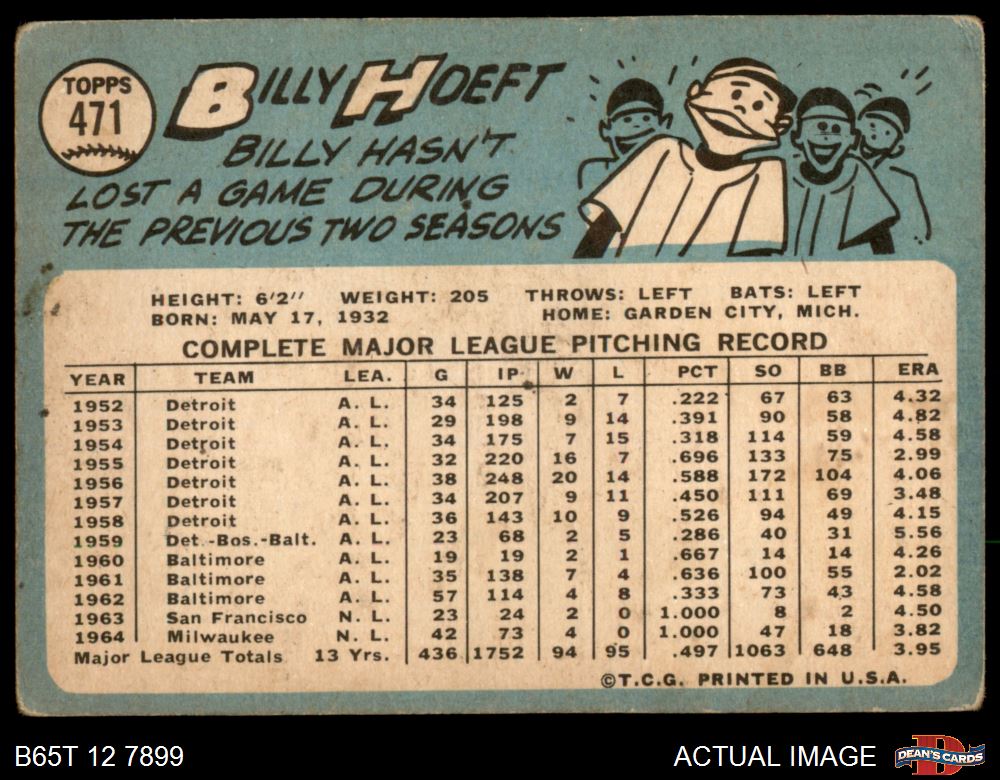 TOPPS
471
BILLY HOEFT
BILLY HASN'T
LOST A GAME DURING
THE PREVIOUS TWO SEASONS
HEIGHT: 6'2" WEIGHT: 205 THROWS: LEFT BATS: LEFT
BORN: MAY 17, 1932 HOME: GARDEN CITY, MICH.
COMPLETE MAJOR LEAGUE PITCHING RECORD
YEAR TEAM LEA. G IP W L PCT SO BB ERA
1952 Detroit A. L. 34 125 2 7 .222 67 63 4.32
1953 Detroit A. L. 29 198 9 14 .391 90 58 4.82
1954 Detroit A. L. 34 175 7 15 .318 114 59 4.58
1955 Detroit A. L. 32 220 16 7 .696 133 75 2.99
1956 Detroit A. L. 38 248 20 14 .588 172 104 4.06
1957 Detroit A. L. 34 207 9 11 .450 111 69 3.48
1958 Detroit A. L. 36 143 10 9 .526 94 49 4.15
1959 Det.-Bos.-Balt. A. L. 23 68 2 5 .286 40 31 5.56
1960 Baltimore A. L. 19 19 2 1 .667 14 14 4.26
1961 Baltimore A. L. 35 138 7 4 .636 100 55 2.02
1962 Baltimore A. L. 57 114 4 8 .333 73 43 4.58
1963 San Francisco N. L. 23 24 2 0 1.000 8 2 4.50
1964 Milwaukee N. L. 42 73 4 0 1.000 47 18 3.82
Major League Totals 13 Yrs. 436 1752 94 95 .497 1063 648 3.95
©T.C.G. PRINTED IN U.S.A.
B65T 12 7899 ACTUAL IMAGE D DEAN'S CARDS